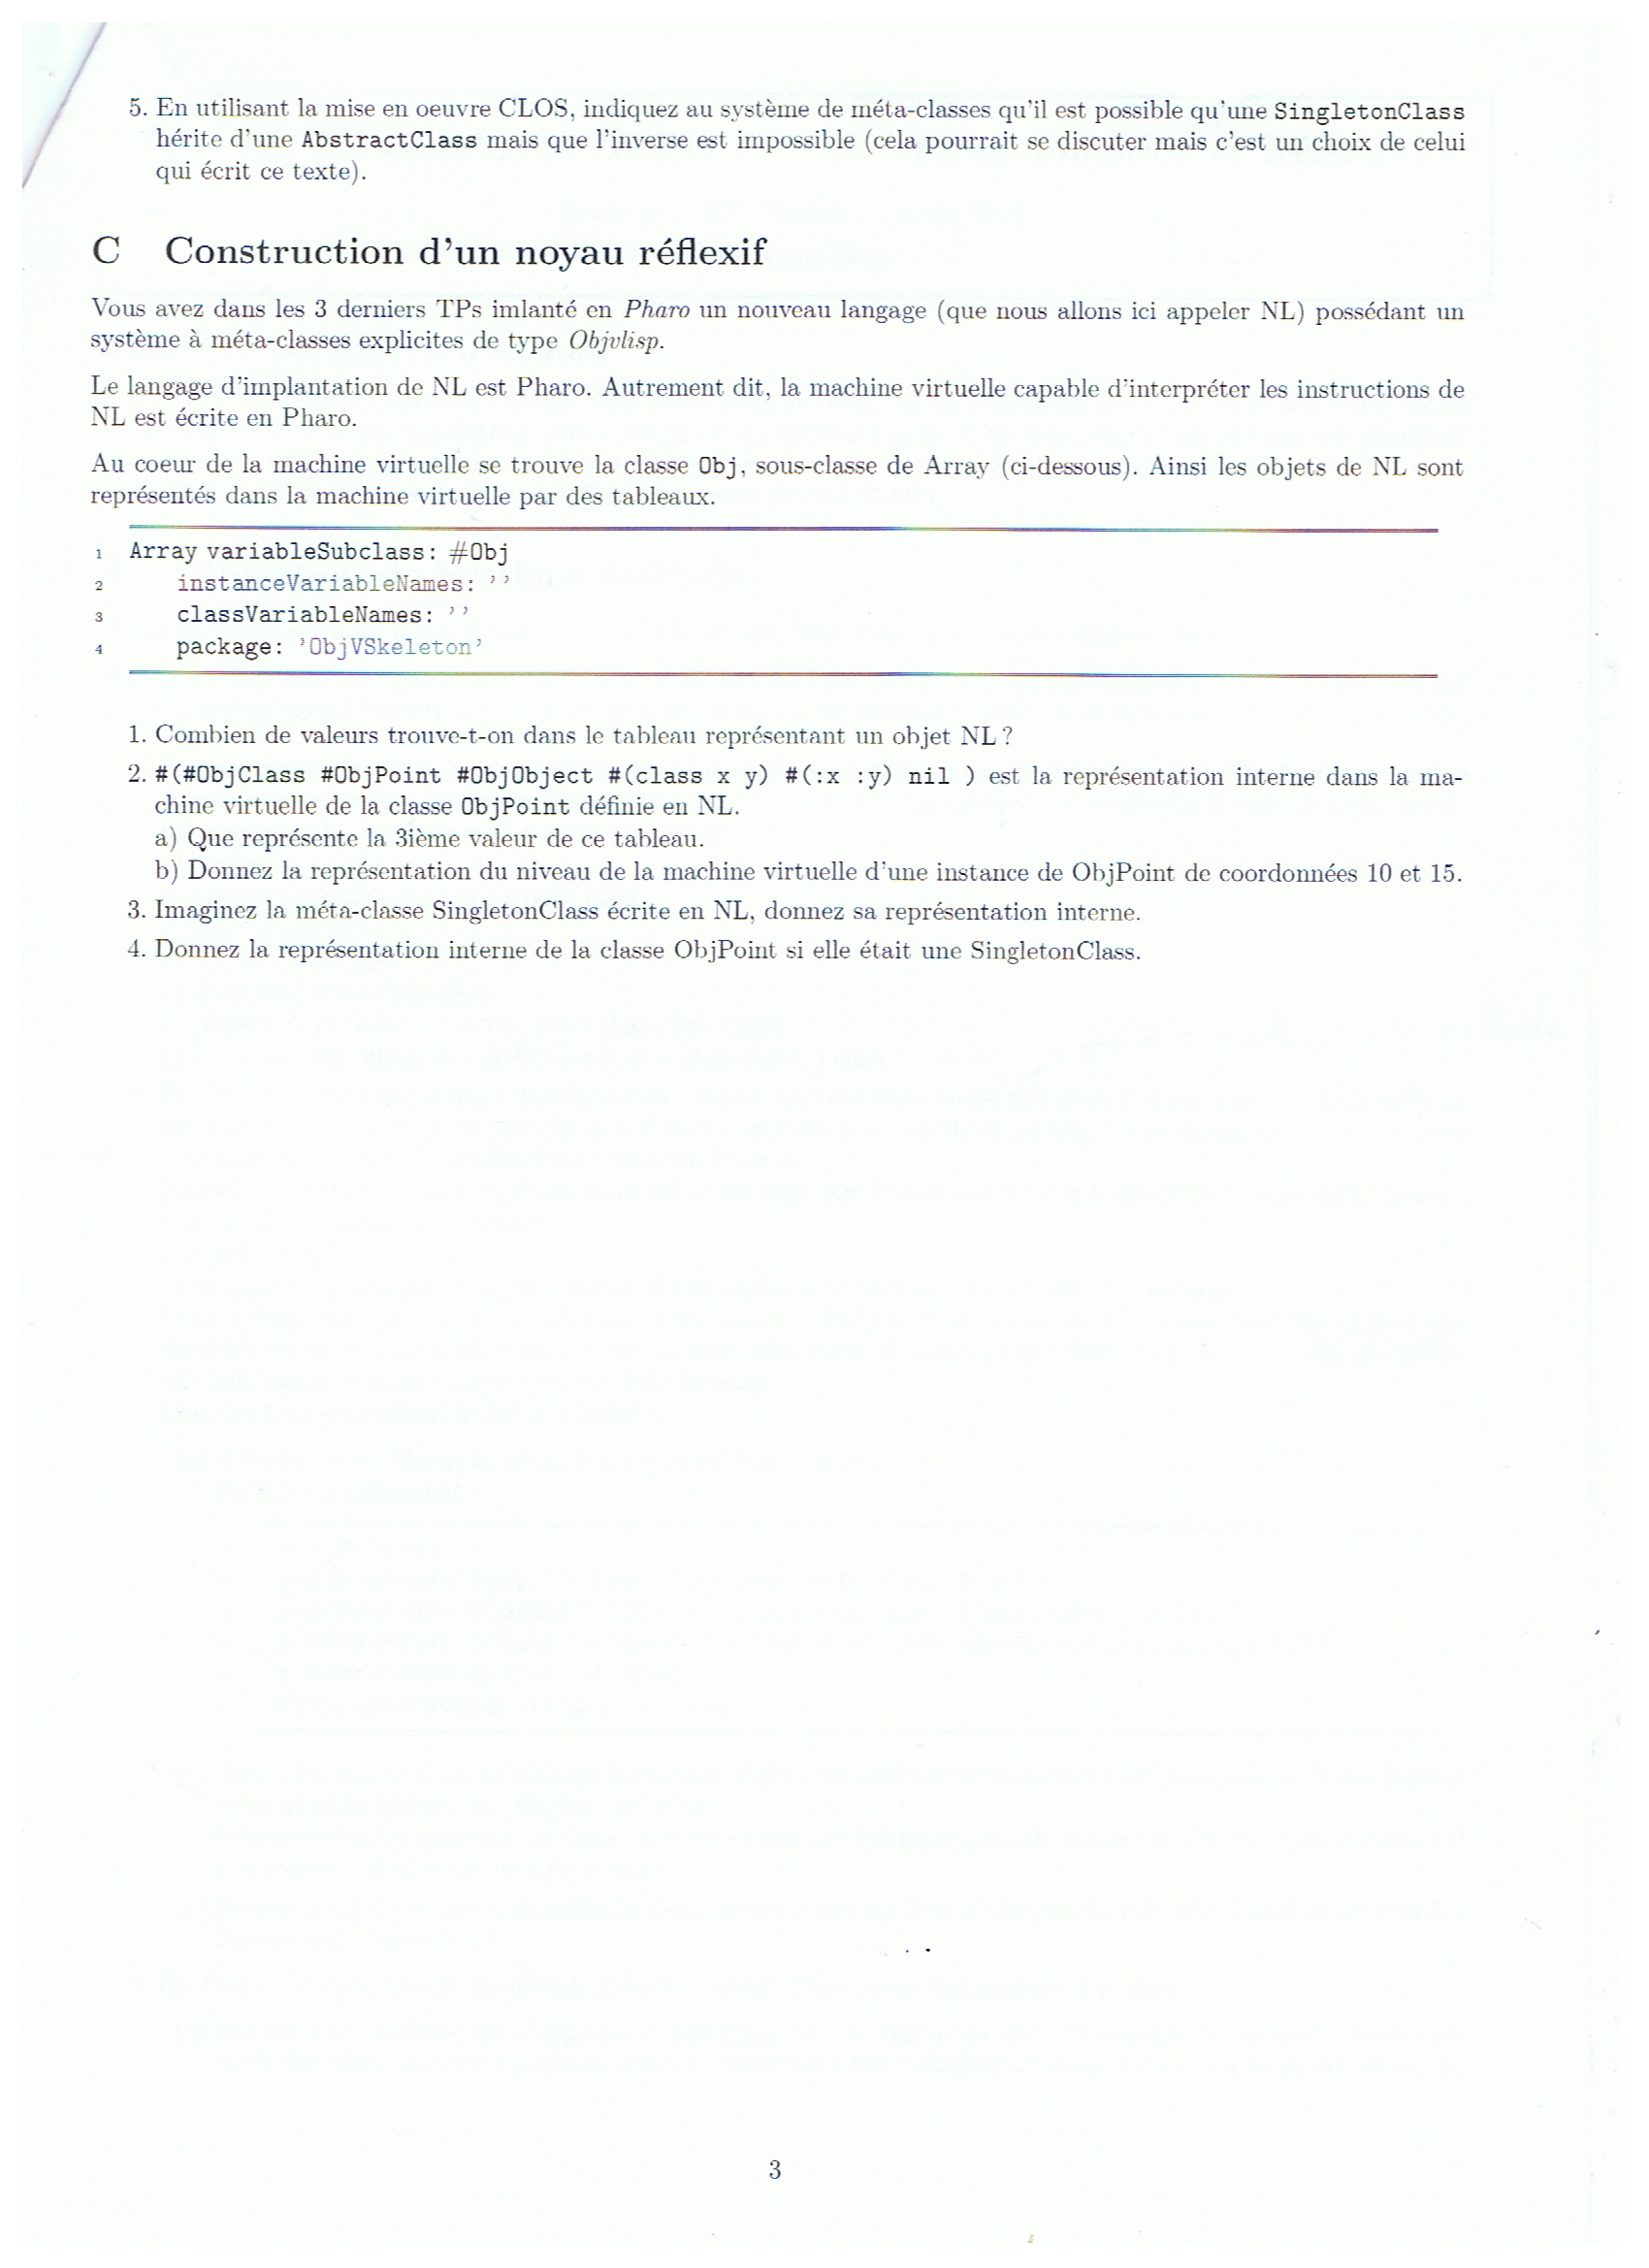 5. En utilisant la mise en oeuvre CLOS, indiquez au système de méta-classes qu'il est possible qu'une SingletonClass
hérite d'une AbstractClass mais que l'inverse est impossible (cela pourrait se discuter mais c'est un choix de celui
qui écrit ce texte).
C Construction d'un noyau réflexif
Vous avez dans les 3 derniers TPs imlanté en Pharo un nouveau langage (que nous allons ici appeler NL) possédant un
système à méta-classes explicites de type Objvlisp.
Le langage d'implantation de NL est Pharo. Autrement dit, la machine virtuelle capable d'interpréter les instructions de
NL est écrite en Pharo.
Au coeur de la machine virtuelle se trouve la classe Obj, sous-classe de Array (ci-dessous). Ainsi les objets de NL sont
représentés dans la machine virtuelle par des tableaux.
1 Array variableSubclass: #Obj
2 instanceVariableNames: ''
3 classVariableNames: ''
4 package: 'ObjVSkeleton'
1. Combien de valeurs trouve-t-on dans le tableau représentant un objet NL ?
2. #(#ObjClass #ObjPoint #ObjObject #(class x y) #(:x :y) nil ) est la représentation interne dans la ma-
chine virtuelle de la classe ObjPoint définie en NL.
a) Que représente la 3ième valeur de ce tableau.
b) Donnez la représentation du niveau de la machine virtuelle d'une instance de ObjPoint de coordonnées 10 et 15.
3. Imaginez la méta-classe SingletonClass écrite en NL, donnez sa représentation interne.
4. Donnez la représentation interne de la classe ObjPoint si elle était une SingletonClass.
3